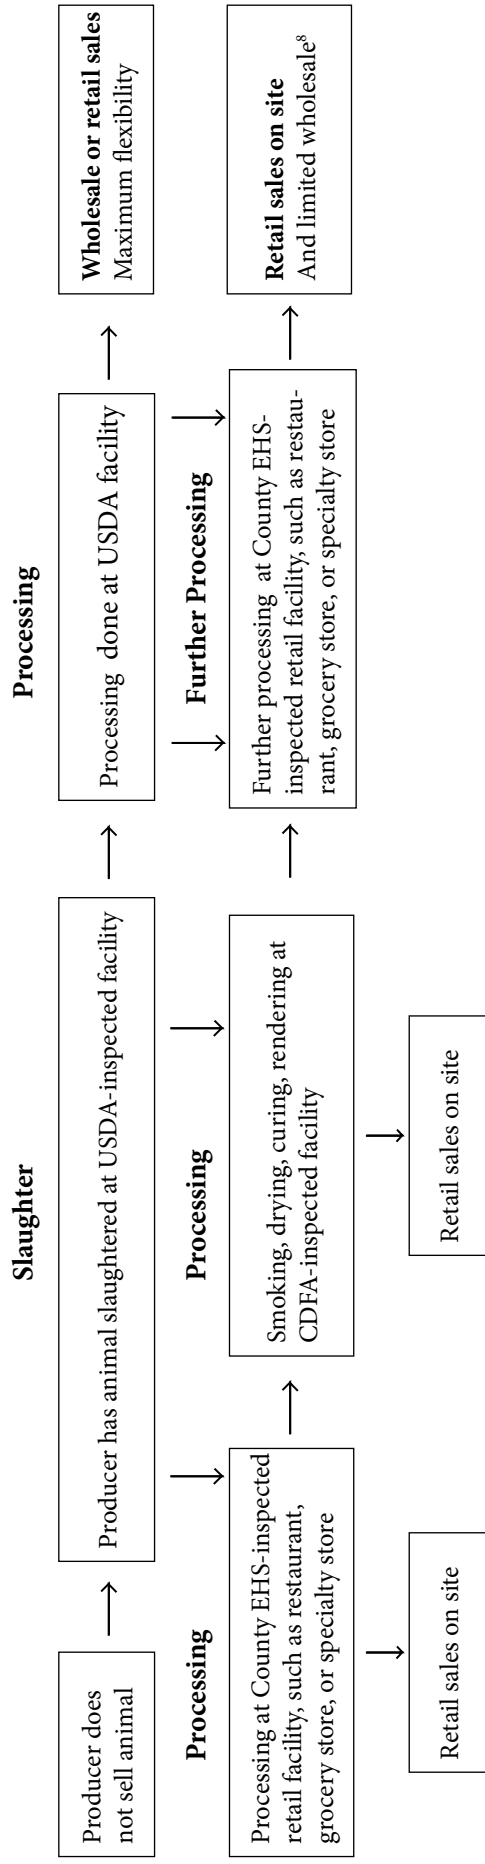 Slaughter
Processing
Producer does
not sell animal
Producer has animal slaughtered at USDA-inspected facility
Processing  done at USDA facility
Wholesale or retail sales
Maximum flexibility
Processing
Processing
Further Processing
Processing at County EHS-inspected
retail facility, such as restaurant,
grocery store, or specialty store
Smoking, drying, curing, rendering at
CDFA-inspected facility
Further processing  at County EHS-
inspected retail facility, such as restau-
rant, grocery store, or specialty store
Retail sales on site
And limited wholesale⁸
Retail sales on site
Retail sales on site